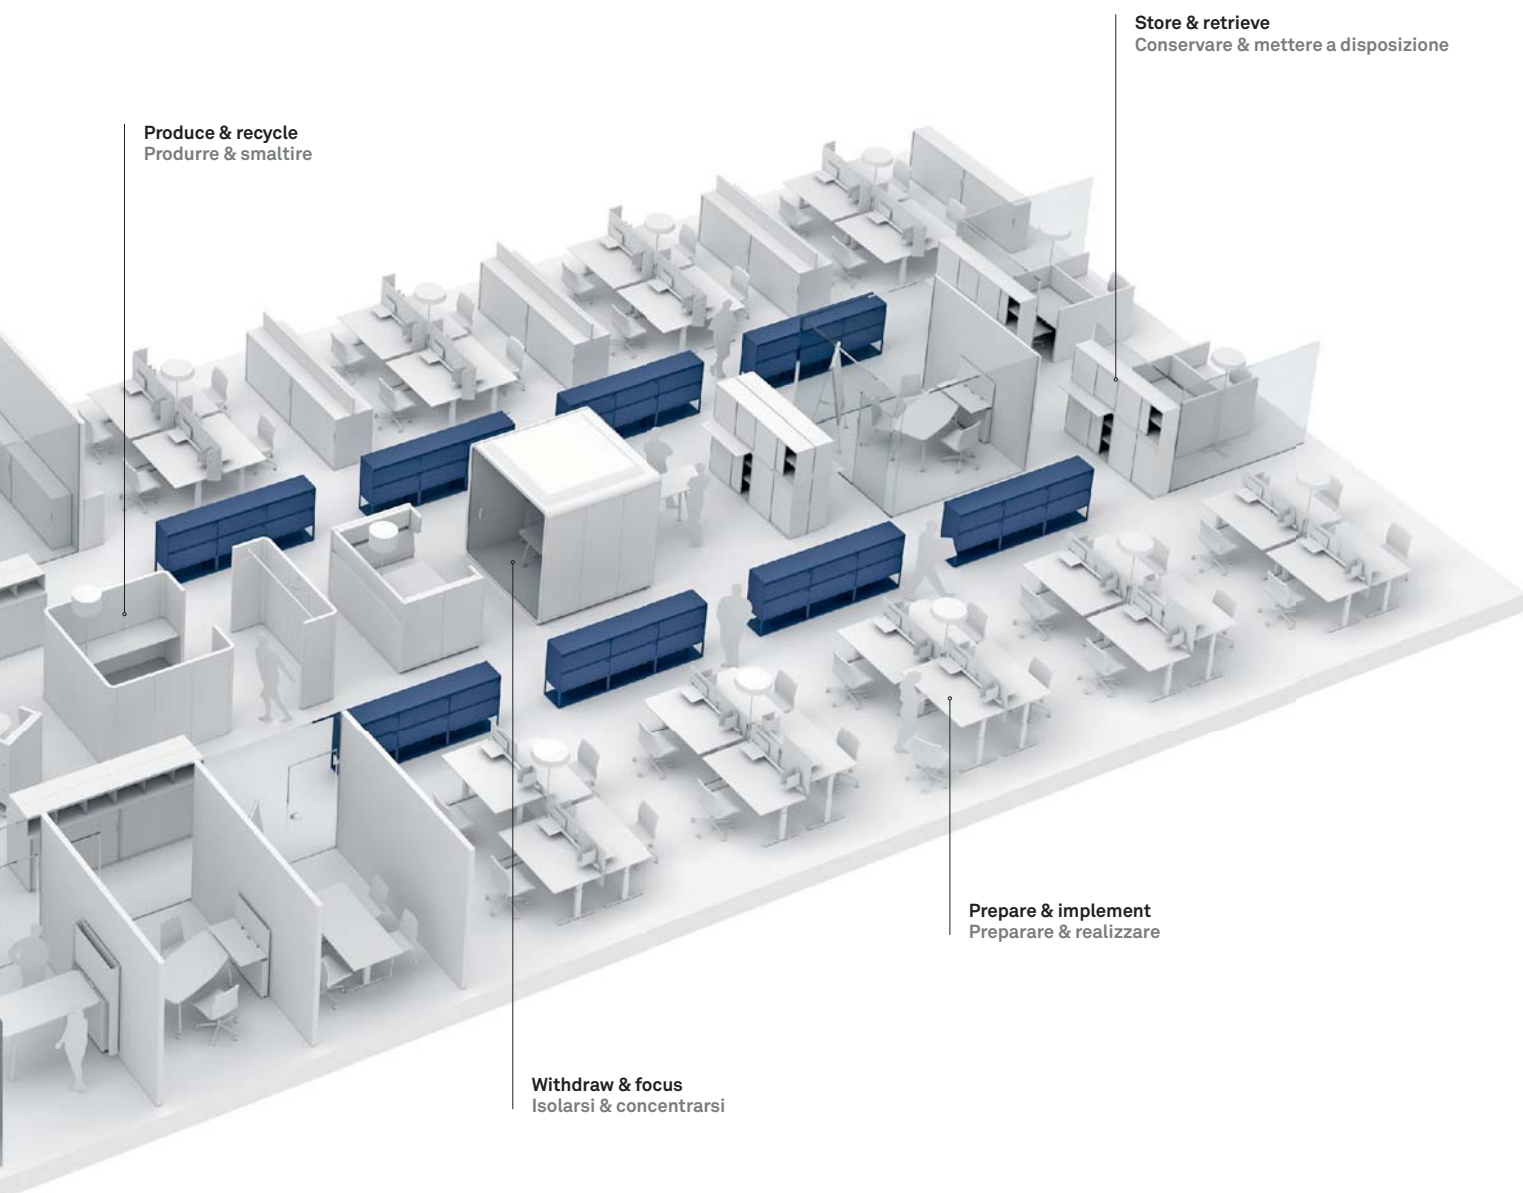 Store & retrieve
Conservare & mettere a disposizione
Produce & recycle
Produrre & smaltire
Prepare & implement
Preparare & realizzare
Withdraw & focus
Isolarsi & concentrarsi